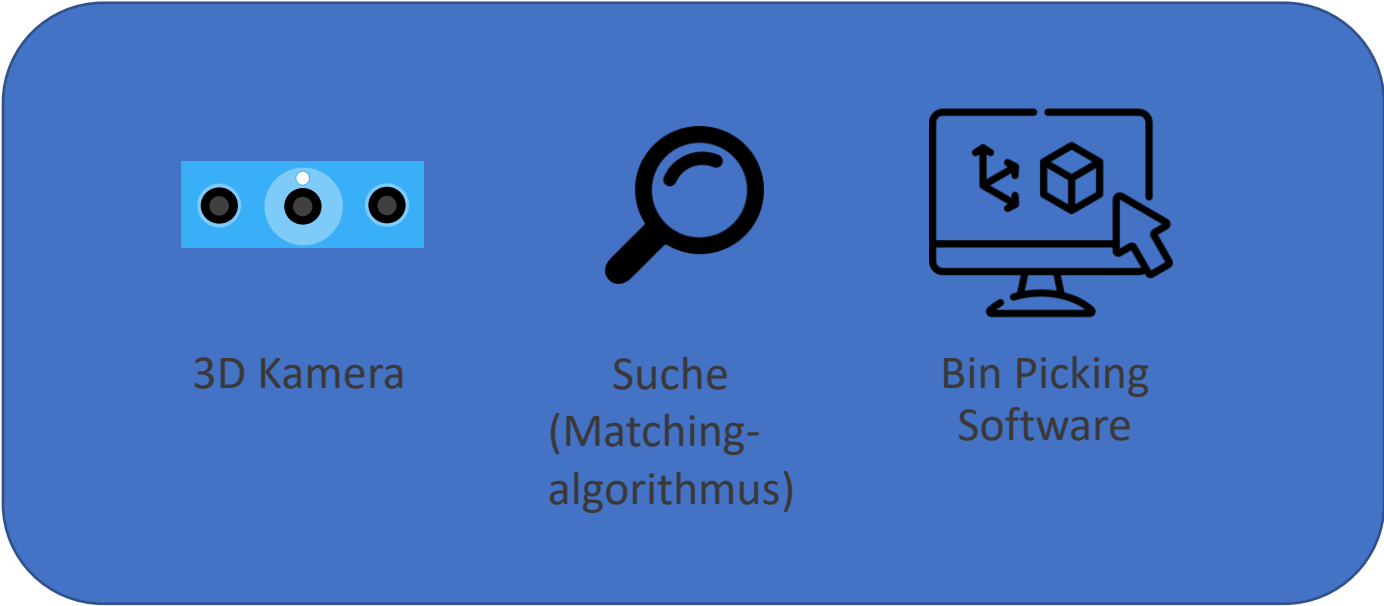 3D Kamera
Suche
(Matching-
algorithmus)
Bin Picking
Software